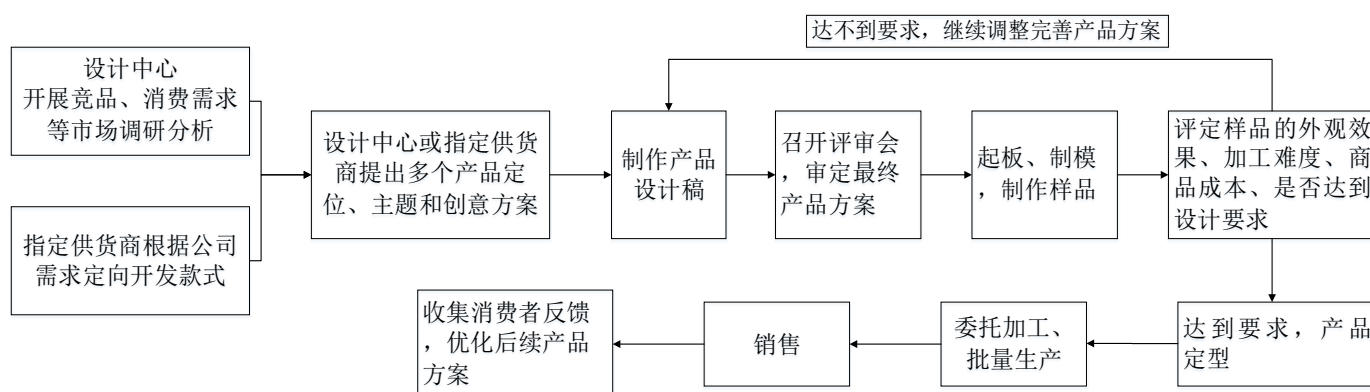 达不到要求，继续调整完善产品方案
设计中心
开展竞品、消费需求
等市场调研分析
指定供货商根据公司
需求定向开发款式
设计中心或指定供货
商提出多个产品定
位、主题和创意方案
制作产品
设计稿
召开评审会
，审定最终
产品方案
起板、制模
，制作样品
评定样品的外观效
果、加工难度、商
品成本、是否达到
设计要求
达到要求，产品
定型
委托加工、
批量生产
销售
收集消费者反馈
，优化后续产品
方案